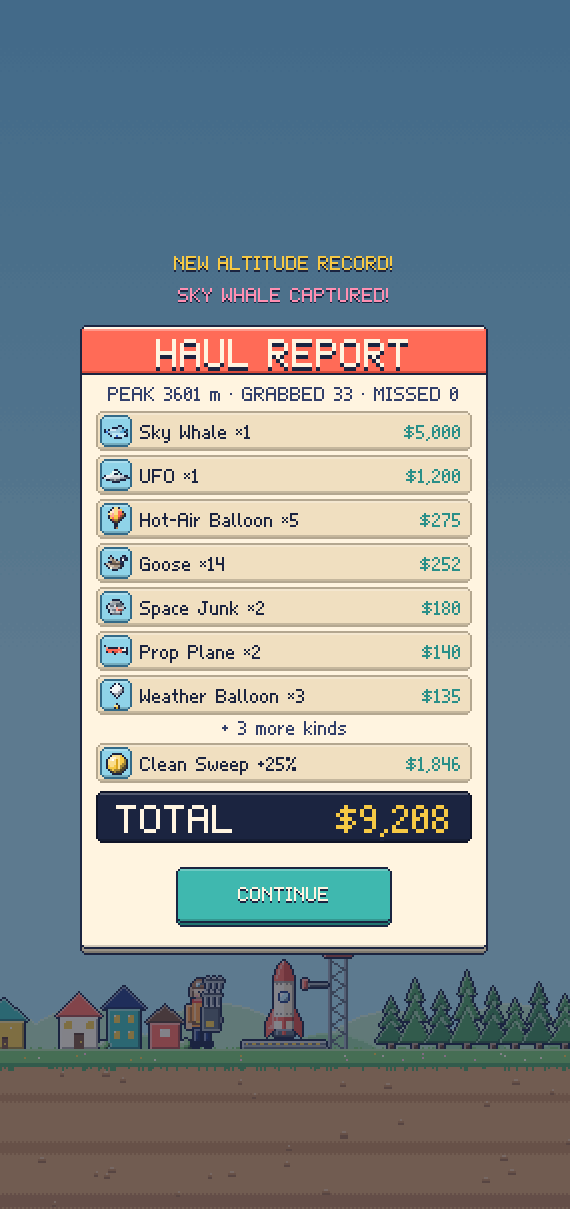 NEW ALTITUDE RECORD!
SKY WHALE CAPTURED!
HAUL REPORT
PEAK 3601 m · GRABBED 33 · MISSED 0
Sky Whale ×1 $5,000
UFO ×1 $1,200
Hot-Air Balloon ×5 $275
Goose ×14 $252
Space Junk ×2 $180
Prop Plane ×2 $140
Weather Balloon ×3 $135
+ 3 more kinds
Clean Sweep +25% $1,846
TOTAL $9,208
CONTINUE